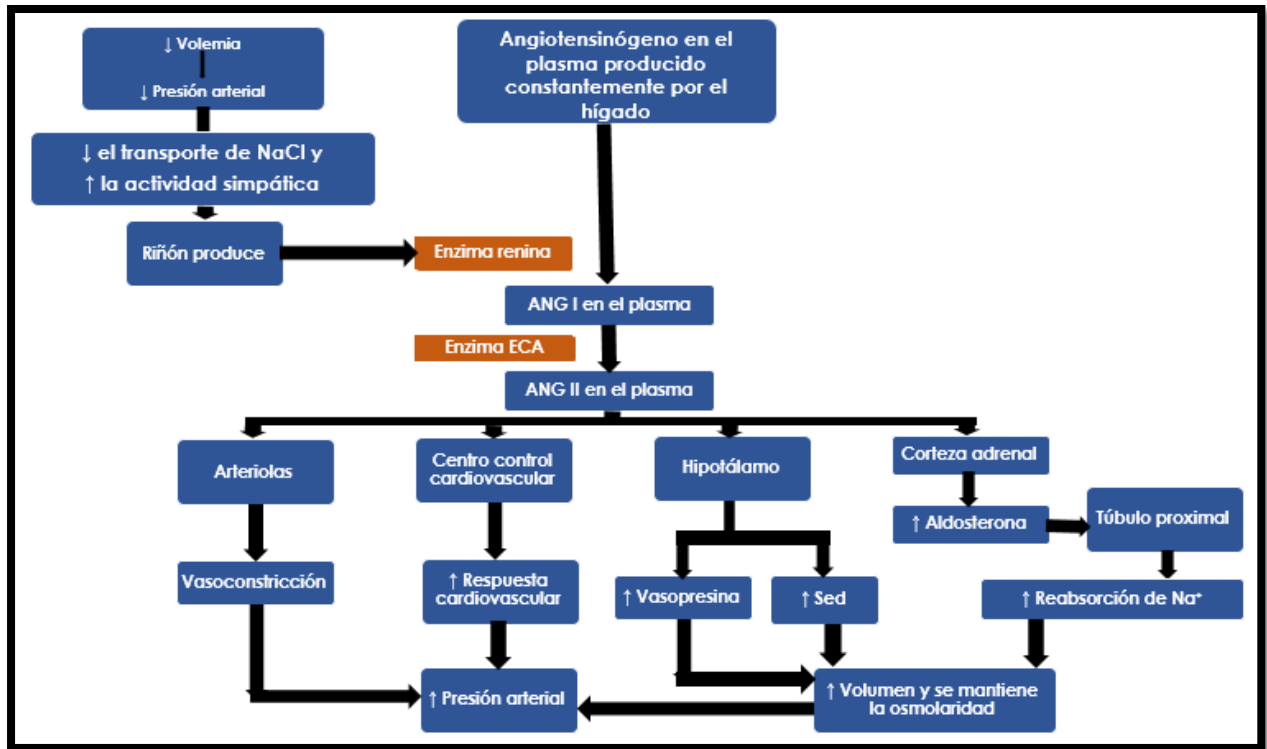 ↓ Volemia
↓ Presión arterial
↓ el transporte de NaCl y
↑ la actividad simpática
Riñón produce
Enzima renina
Angiotensinógeno en el
plasma producido
constantemente por el
hígado
ANG I en el plasma
Enzima ECA
ANG II en el plasma
Arteriolas
Centro control
cardiovascular
Hipotálamo
Corteza adrenal
↑ Aldosterona
Túbulo proximal
Vasoconstricción
↑ Respuesta
cardiovascular
↑ Vasopresina
↑ Sed
↑ Reabsorción de Na⁺
↑ Presión arterial
↑ Volumen y se mantiene
la osmolaridad